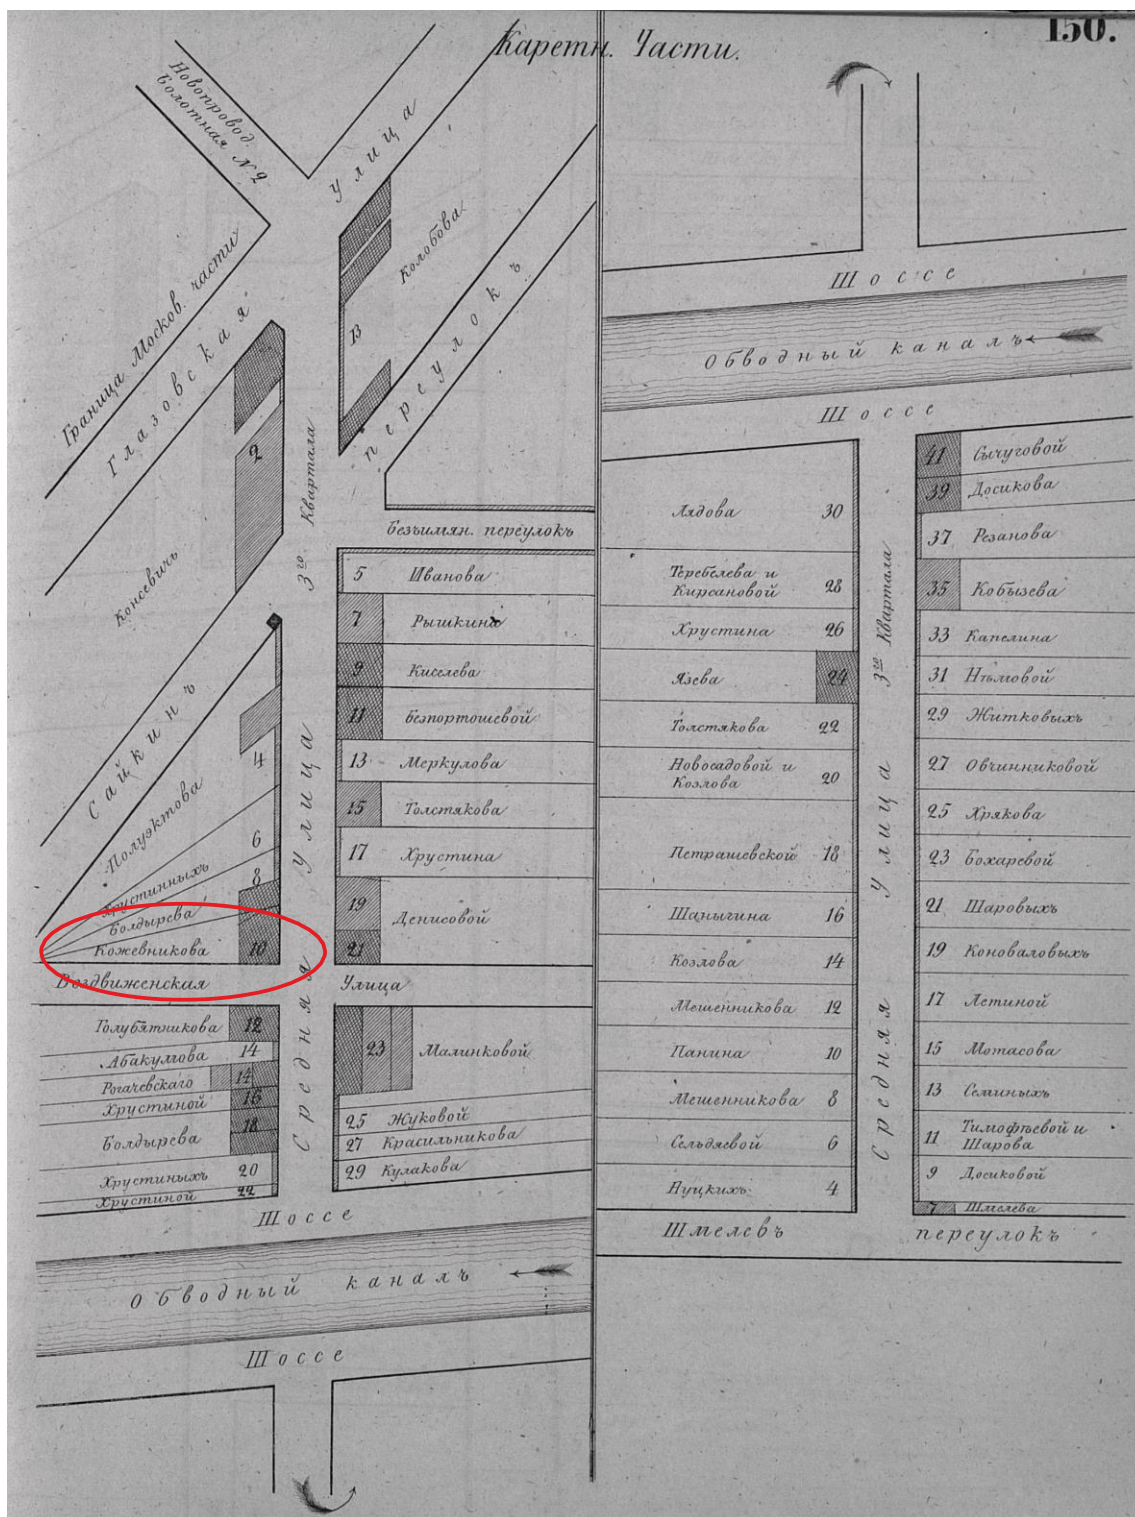 Каретн. Части.
150.
Новопровод.
Болотная № 2
Улица
Граница Москов. части
Глазовская
Колобова
13
переулокъ
2
Консевичъ
3го Квартала
Безъимян. переулокъ
5 Иванова
7 Рышкина
9 Киселева
11 Безпортошевой
13 Меркулова
15 Толстякова
17 Хрустина
19
Денисовой
21
Сайкинъ
4
Полуэктова
6
Хрустинныхъ
8
Болдырева
Кожевникова 10
Воздвиженская Улица
Средняя Улица
Голубятникова 12
Абакумова 14
Рогачевскаго 14
Хрустиной 16
Болдырева 18
Хрустиныхъ 20
Хрустиной 22
23 Малинковой
25 Жуковой
27 Красильникова
29 Кулакова
Шоссе
Обводный каналъ
Шоссе
Шоссе
Обводный каналъ
Шоссе
Лядова 30
Теребелева и
Кирсановой 28
Хрустина 26
Язева 24
Толстякова 22
Новосадовой и
Козлова 20
Петрашевской 18
Шаныгина 16
Козлова 14
Мешенникова 12
Панина 10
Мешенникова 8
Сельдяевой 6
Нуцкихъ 4
3го Квартала
Средняя Улица
41 Сычуговой
39 Досикова
37 Резанова
35 Кобызева
33 Капелина
31 Нѣмовой
29 Житковыхъ
27 Овчинниковой
25 Хрякова
23 Бохаревой
21 Шаровыхъ
19 Коноваловыхъ
17 Летиной
15 Мотасова
13 Семиныхъ
11 Тимофѣевой и
Шарова
9 Досиковой
7 Шмелева
Шмелевъ переулокъ